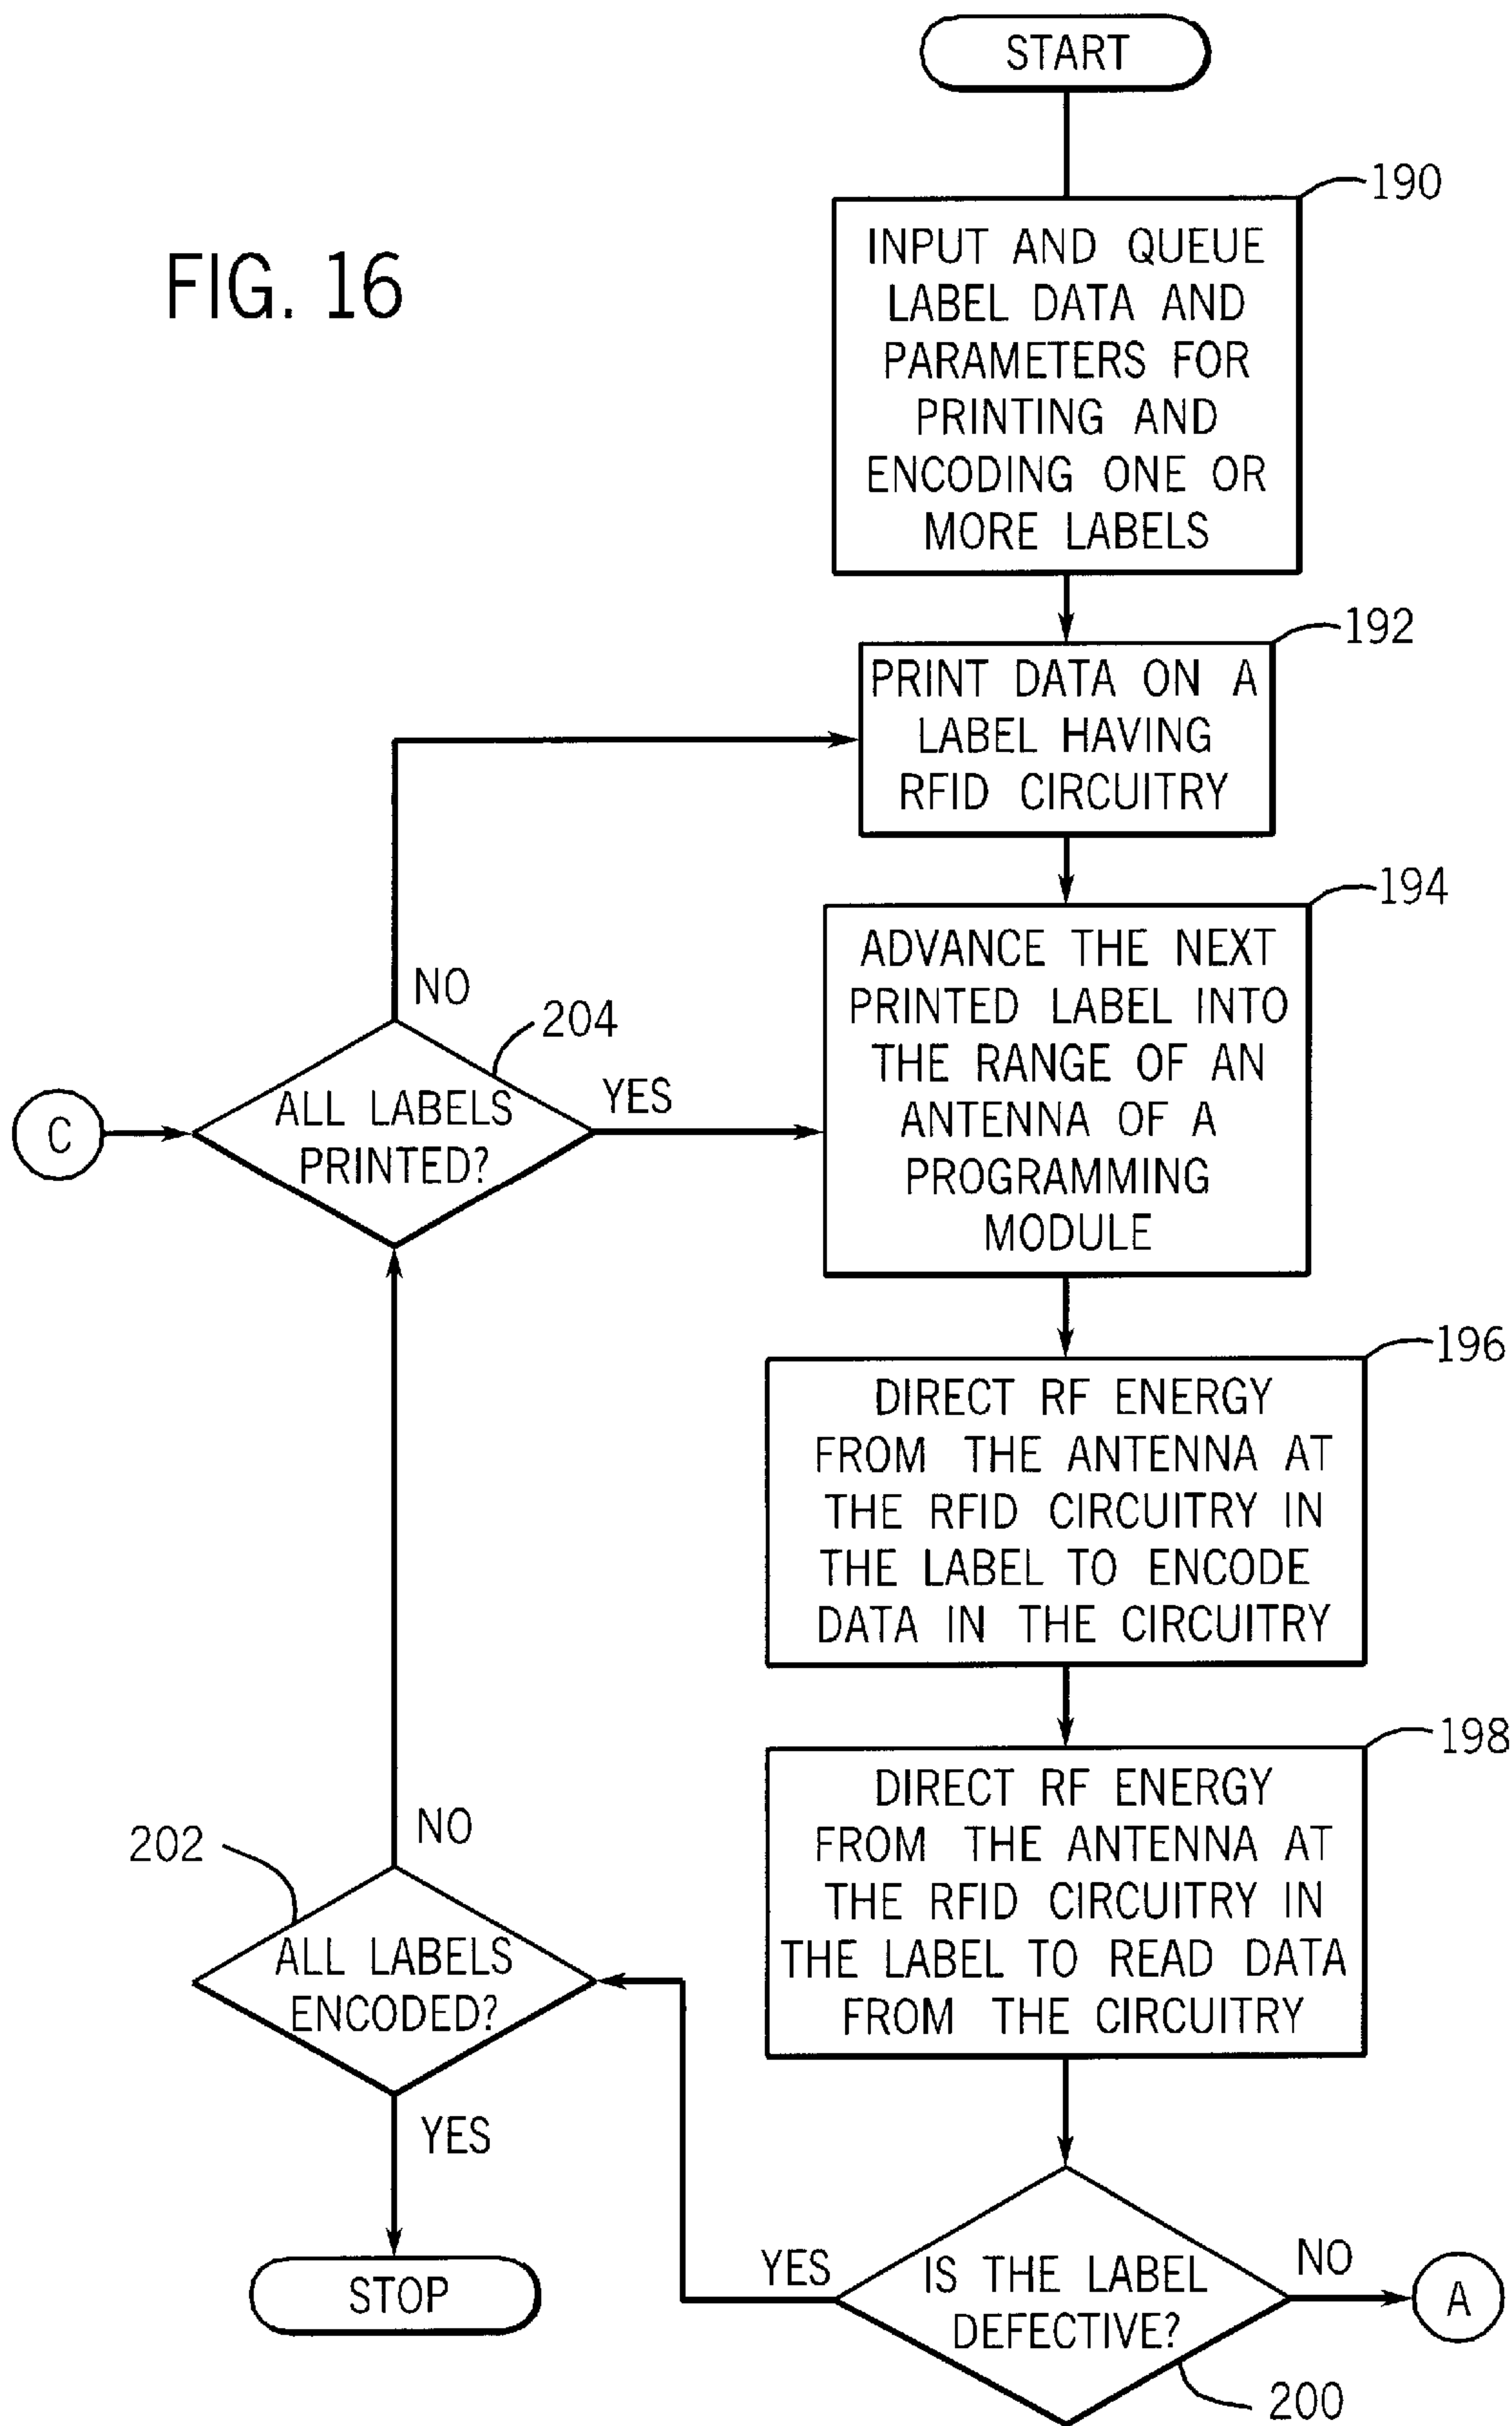 START
FIG. 16
190
INPUT AND QUEUE
LABEL DATA AND
PARAMETERS FOR
PRINTING AND
ENCODING ONE OR
MORE LABELS
192
PRINT DATA ON A
LABEL HAVING
RFID CIRCUITRY
194
ADVANCE THE NEXT
PRINTED LABEL INTO
THE RANGE OF AN
ANTENNA OF A
PROGRAMMING
MODULE
NO
204
C
ALL LABELS
PRINTED?
YES
196
DIRECT RF ENERGY
FROM THE ANTENNA AT
THE RFID CIRCUITRY IN
THE LABEL TO ENCODE
DATA IN THE CIRCUITRY
198
DIRECT RF ENERGY
FROM THE ANTENNA AT
THE RFID CIRCUITRY IN
THE LABEL TO READ DATA
FROM THE CIRCUITRY
NO
202
ALL LABELS
ENCODED?
YES
STOP
YES
IS THE LABEL
DEFECTIVE?
NO
A
200